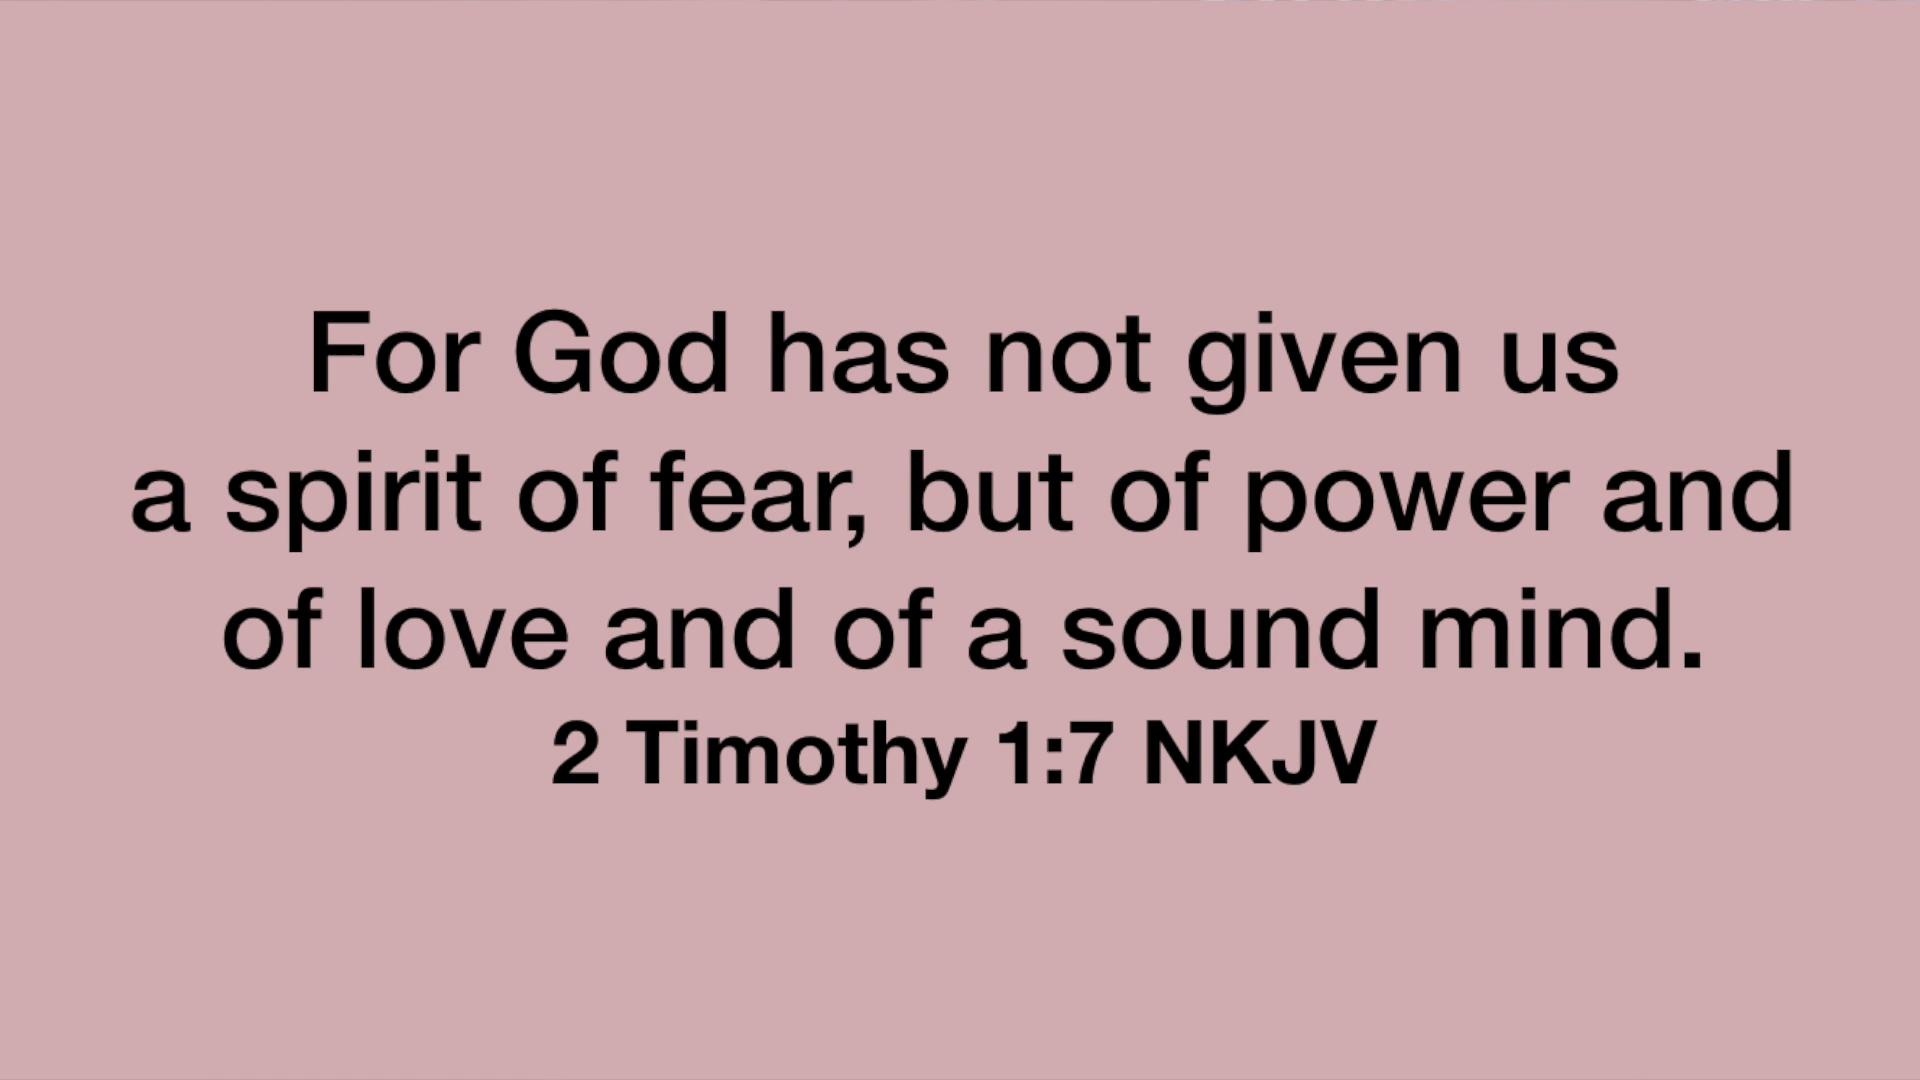 For God has not given us
a spirit of fear, but of power and
of love and of a sound mind.
2 Timothy 1:7 NKJV